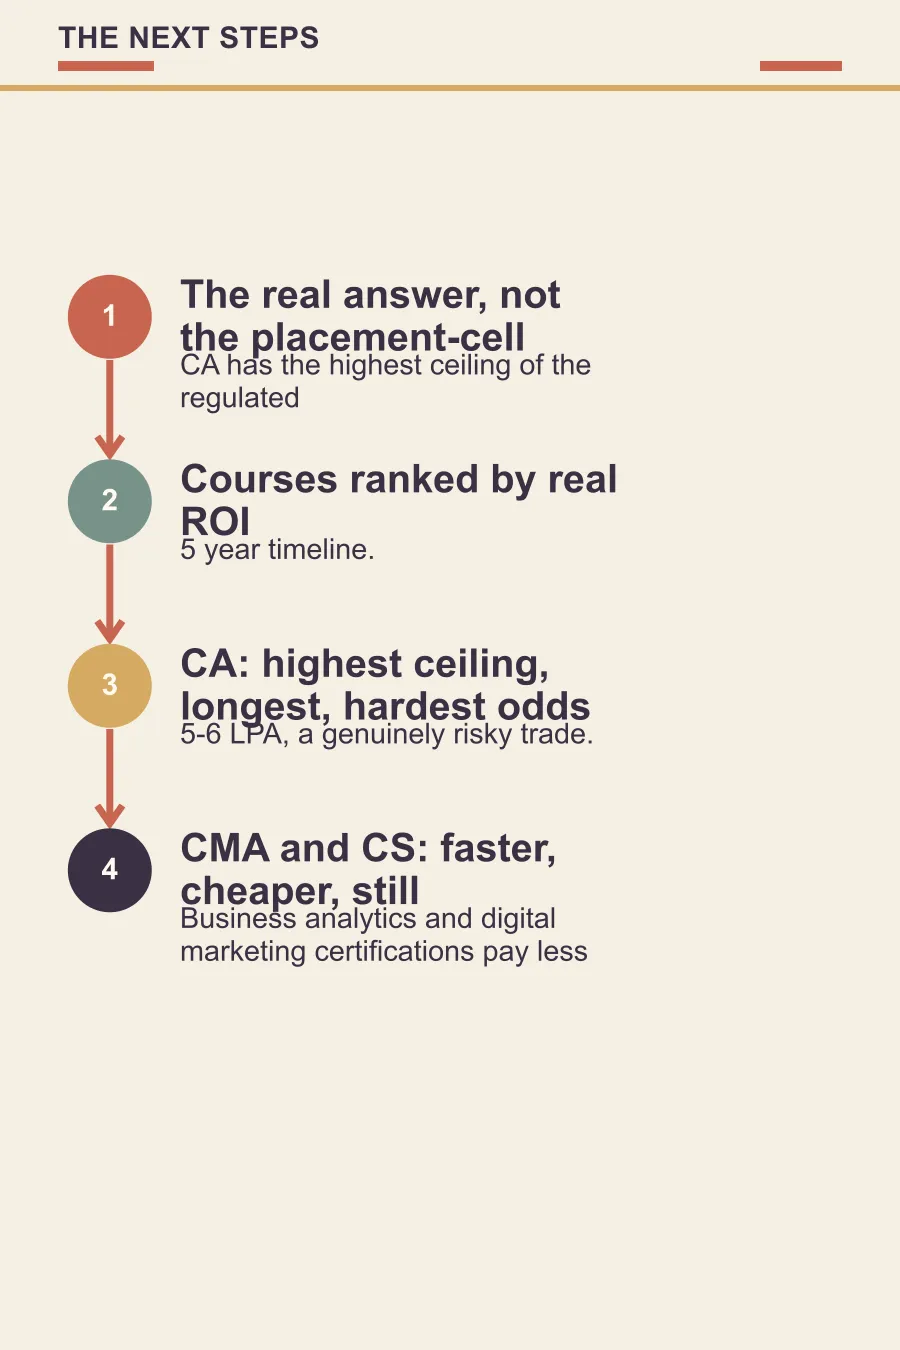 THE NEXT STEPS
1
The real answer, not
the placement-cell
CA has the highest ceiling of the
regulated
2
Courses ranked by real
ROI
5 year timeline.
3
CA: highest ceiling,
longest, hardest odds
5-6 LPA, a genuinely risky trade.
4
CMA and CS: faster,
cheaper, still
Business analytics and digital
marketing certifications pay less